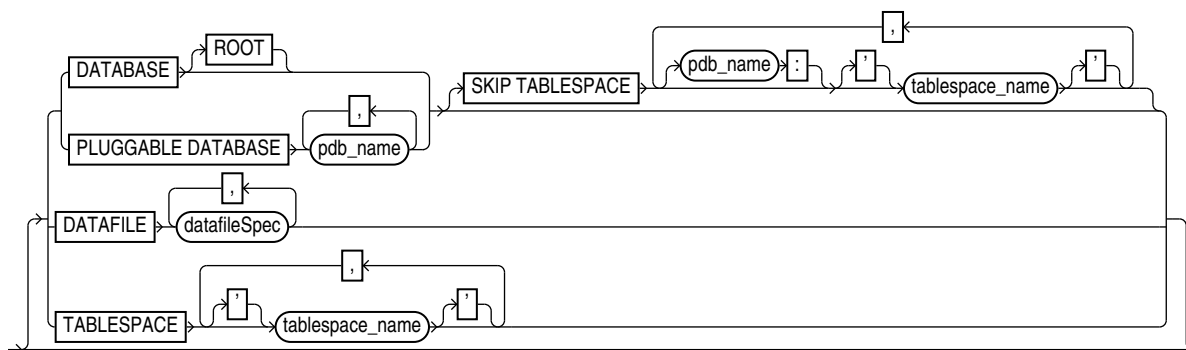 ,
ROOT
DATABASE
pdb_name : '
'
SKIP TABLESPACE
tablespace_name
,
PLUGGABLE DATABASE
pdb_name
,
DATAFILE
datafileSpec
,
' '
TABLESPACE
tablespace_name